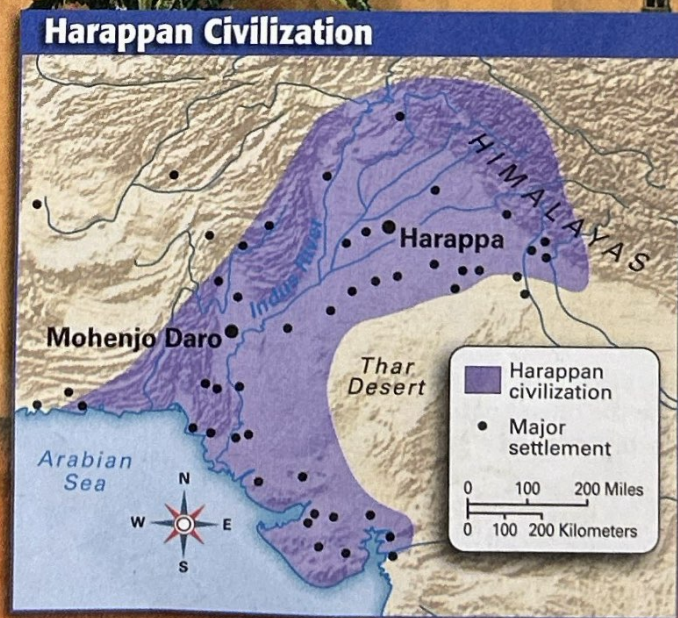 Harappan Civilization
HIMALAYAS
Harappa
Indus River
Mohenjo Daro
Thar
Desert
Arabian
Sea
N
W
E
S
Harappan
civilization
Major
settlement
0 100 200 Miles
0 100 200 Kilometers